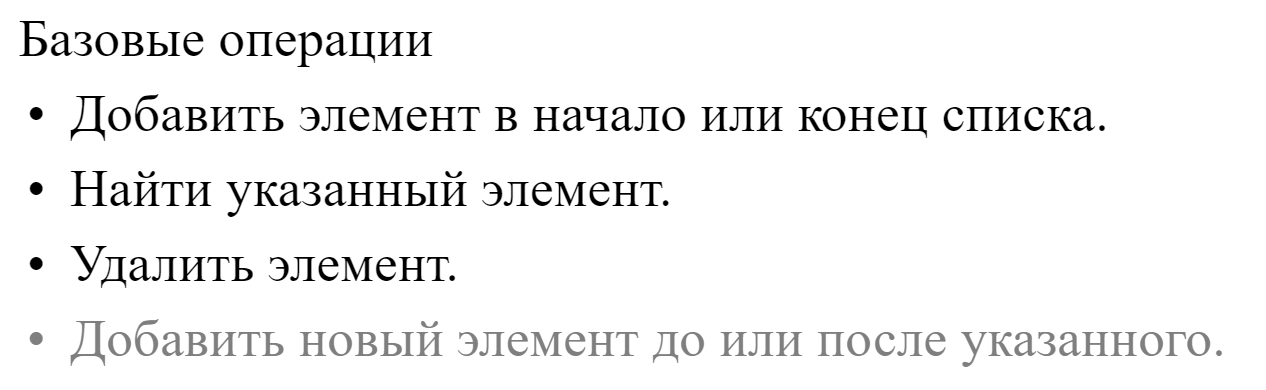 Базовые операции
• Добавить элемент в начало или конец списка.
• Найти указанный элемент.
• Удалить элемент.
• Добавить новый элемент до или после указанного.